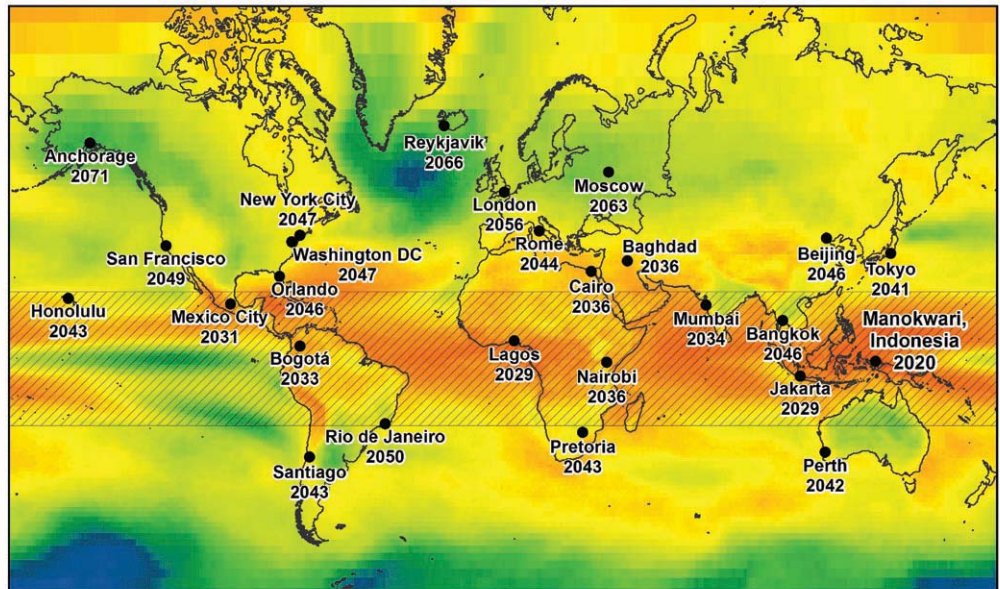 Anchorage
2071
Reykjavik
2066
New York City
2047
London
2056
Moscow
2063
San Francisco
2049
Washington DC
2047
Rome
2044
Baghdad
2036
Beijing
2046
Tokyo
2041
Orlando
2046
Cairo
2036
Honolulu
2043
Mexico City
2031
Mumbai
2034
Bangkok
2046
Manokwari,
Indonesia
2020
Bogotá
2033
Lagos
2029
Nairobi
2036
Jakarta
2029
Rio de Janeiro
2050
Pretoria
2043
Santiago
2043
Perth
2042